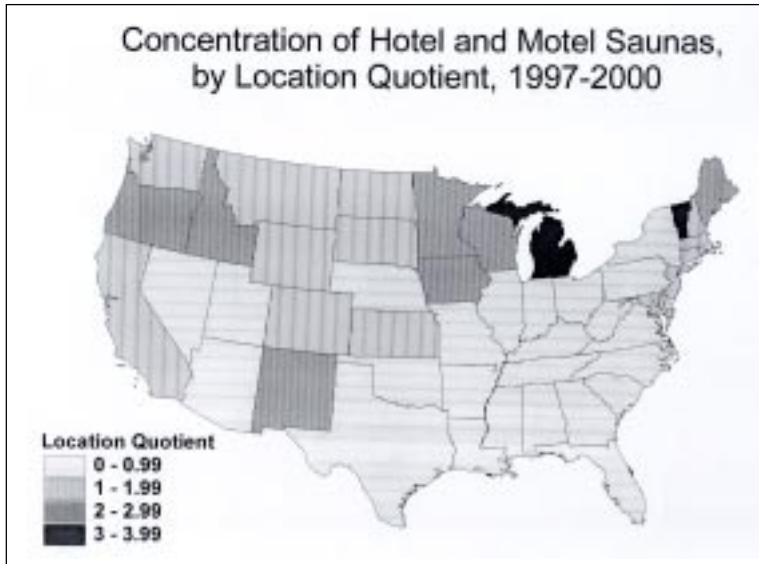 Concentration of Hotel and Motel Saunas,
by Location Quotient, 1997-2000
Location Quotient
0 - 0.99
1 - 1.99
2 - 2.99
3 - 3.99